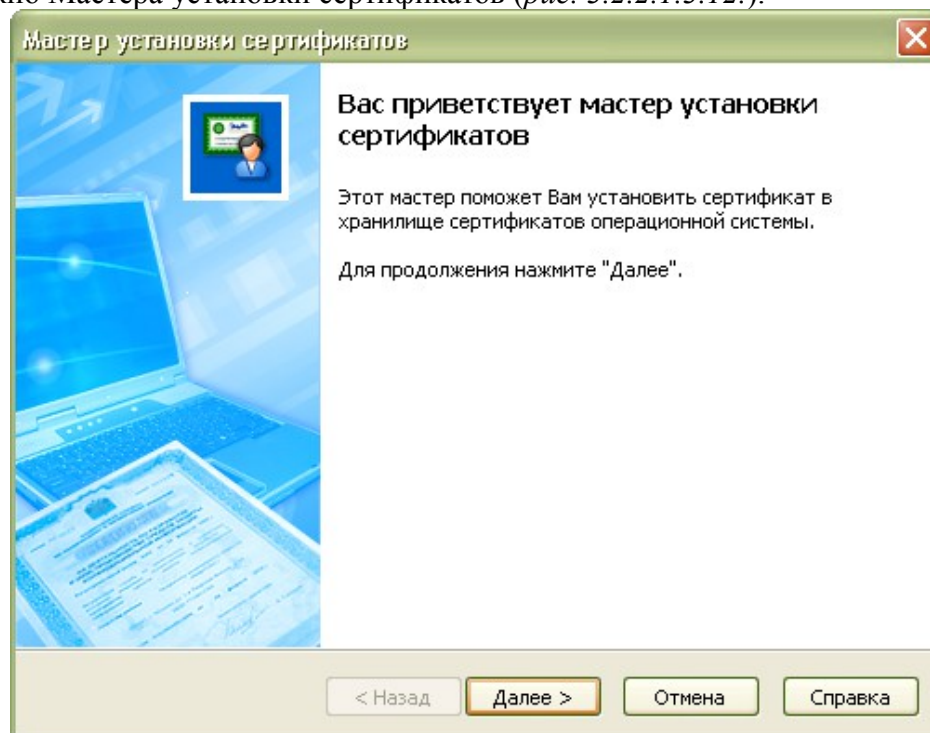 Мастера установки сертификатов (рис. 3.2.2.1.3.12.).
Мастер установки сертификатов
Вас приветствует мастер установки
сертификатов
Этот мастер поможет Вам установить сертификат в
хранилище сертификатов операционной системы.
Для продолжения нажмите "Далее".
< Назад Далее > Отмена Справка